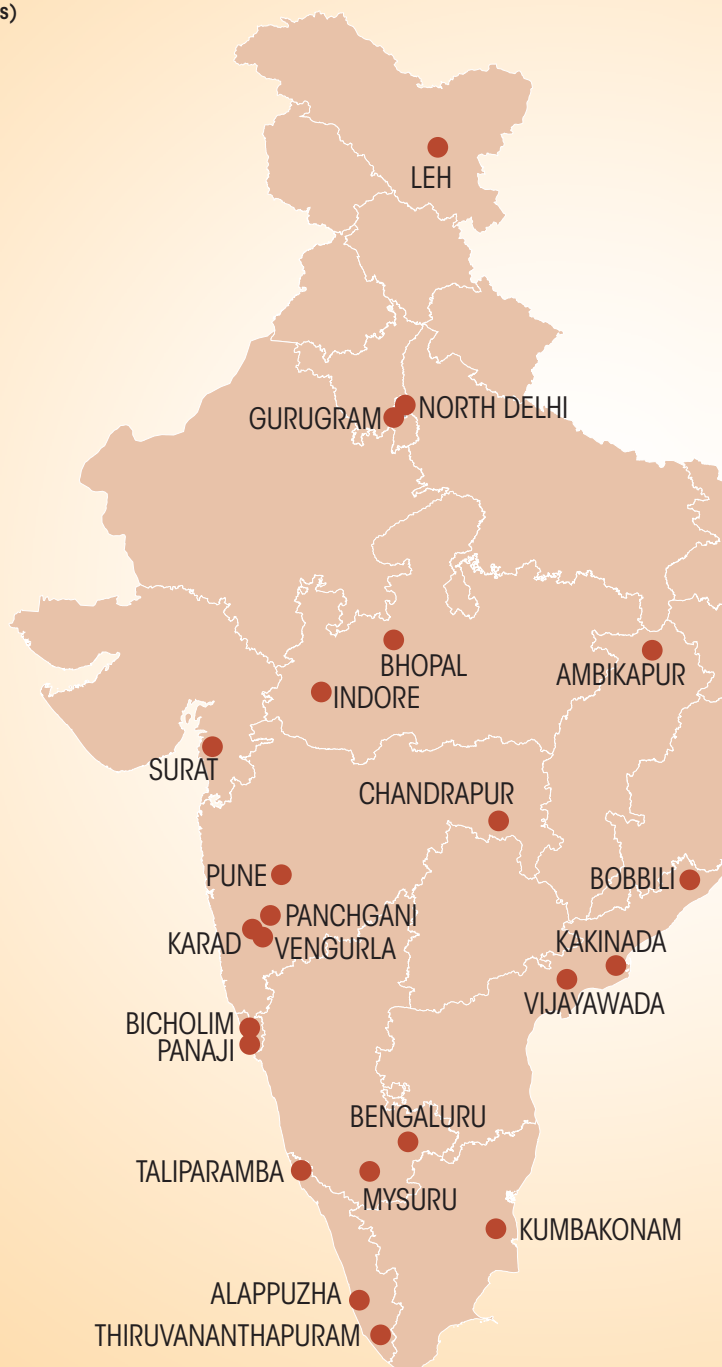 s)
LEH
GURUGRAM
NORTH DELHI
BHOPAL
AMBIKAPUR
INDORE
SURAT
CHANDRAPUR
PUNE
BOBBILI
PANCHGANI
KARAD
VENGURLA
KAKINADA
VIJAYAWADA
BICHOLIM
PANAJI
BENGALURU
TALIPARAMBA
MYSURU
KUMBAKONAM
ALAPPUZHA
THIRUVANANTHAPURAM